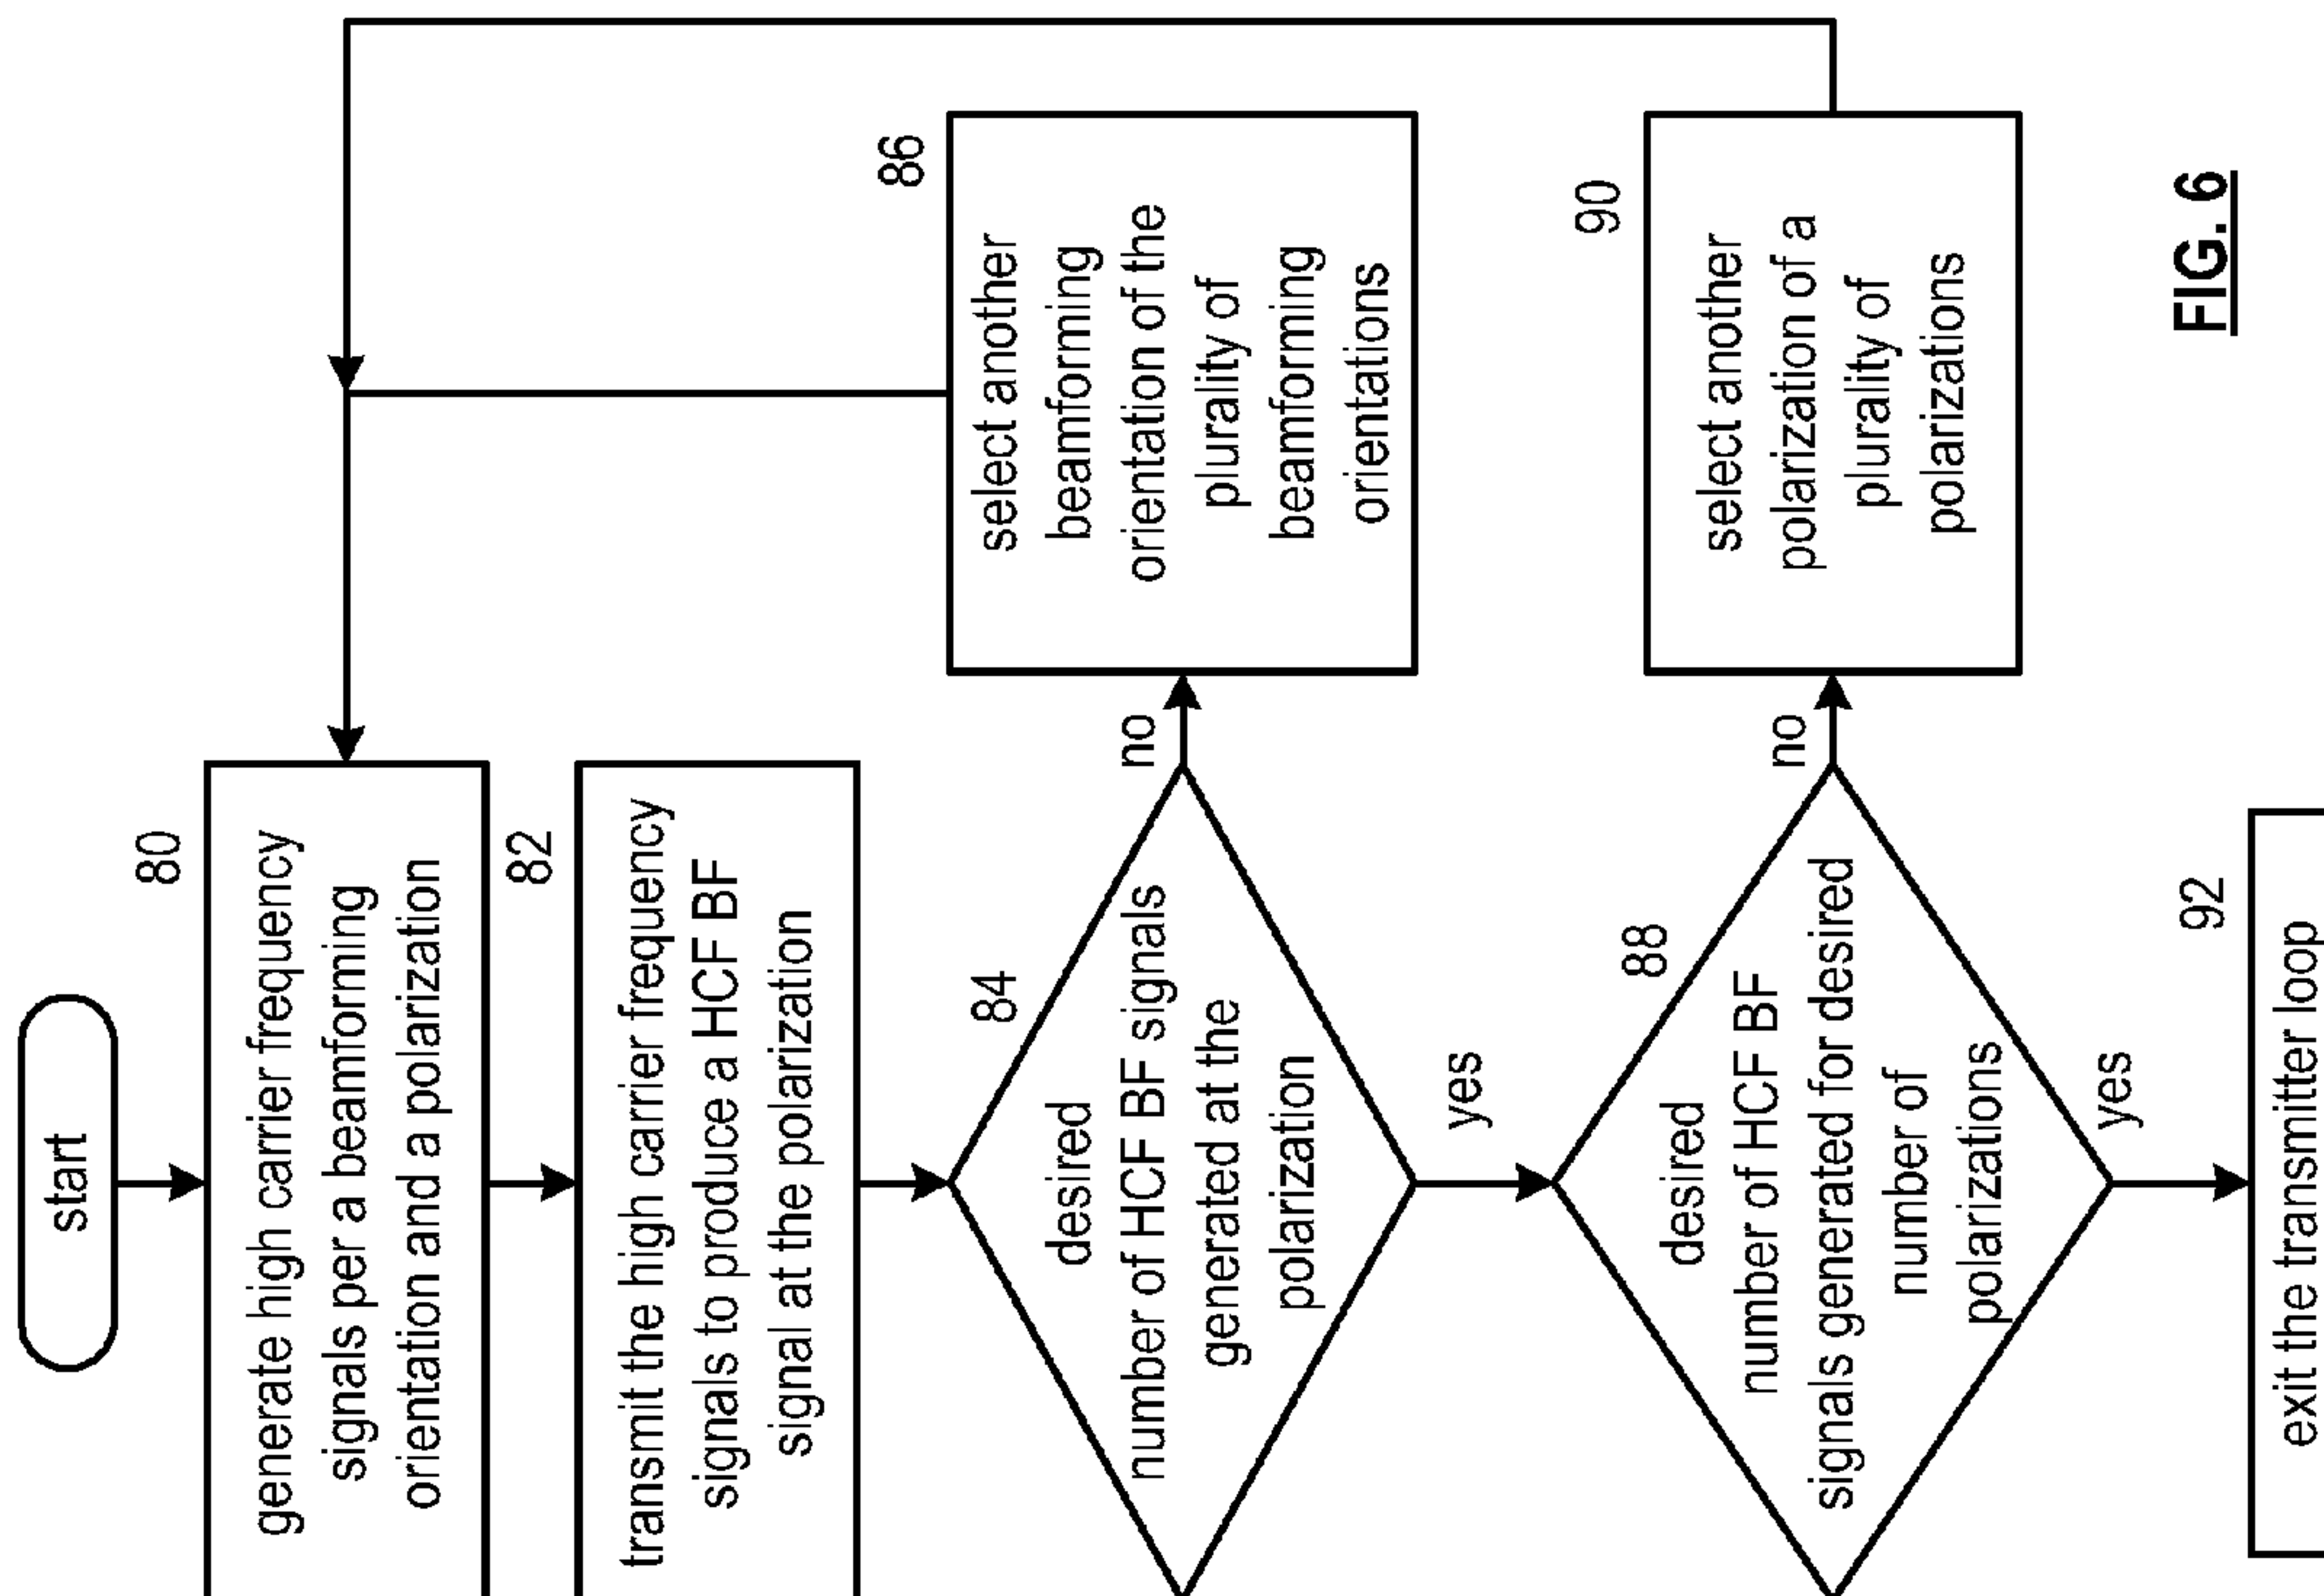 start
80
generate high carrier frequency
signals per a beamforming
orientation and a polarization
82
transmit the high carrier frequency
signals to produce a HCF BF
signal at the polarization
84
desired
number of HCF BF signals
generated at the
polarization
no
86
select another
beamforming
orientation of the
plurality of
beamforming
orientations
yes
88
desired
number of HCF BF
signals generated for desired
number of
polarizations
no
90
select another
polarization of a
plurality of
polarizations
yes
92
exit the transmitter loop
FIG. 6